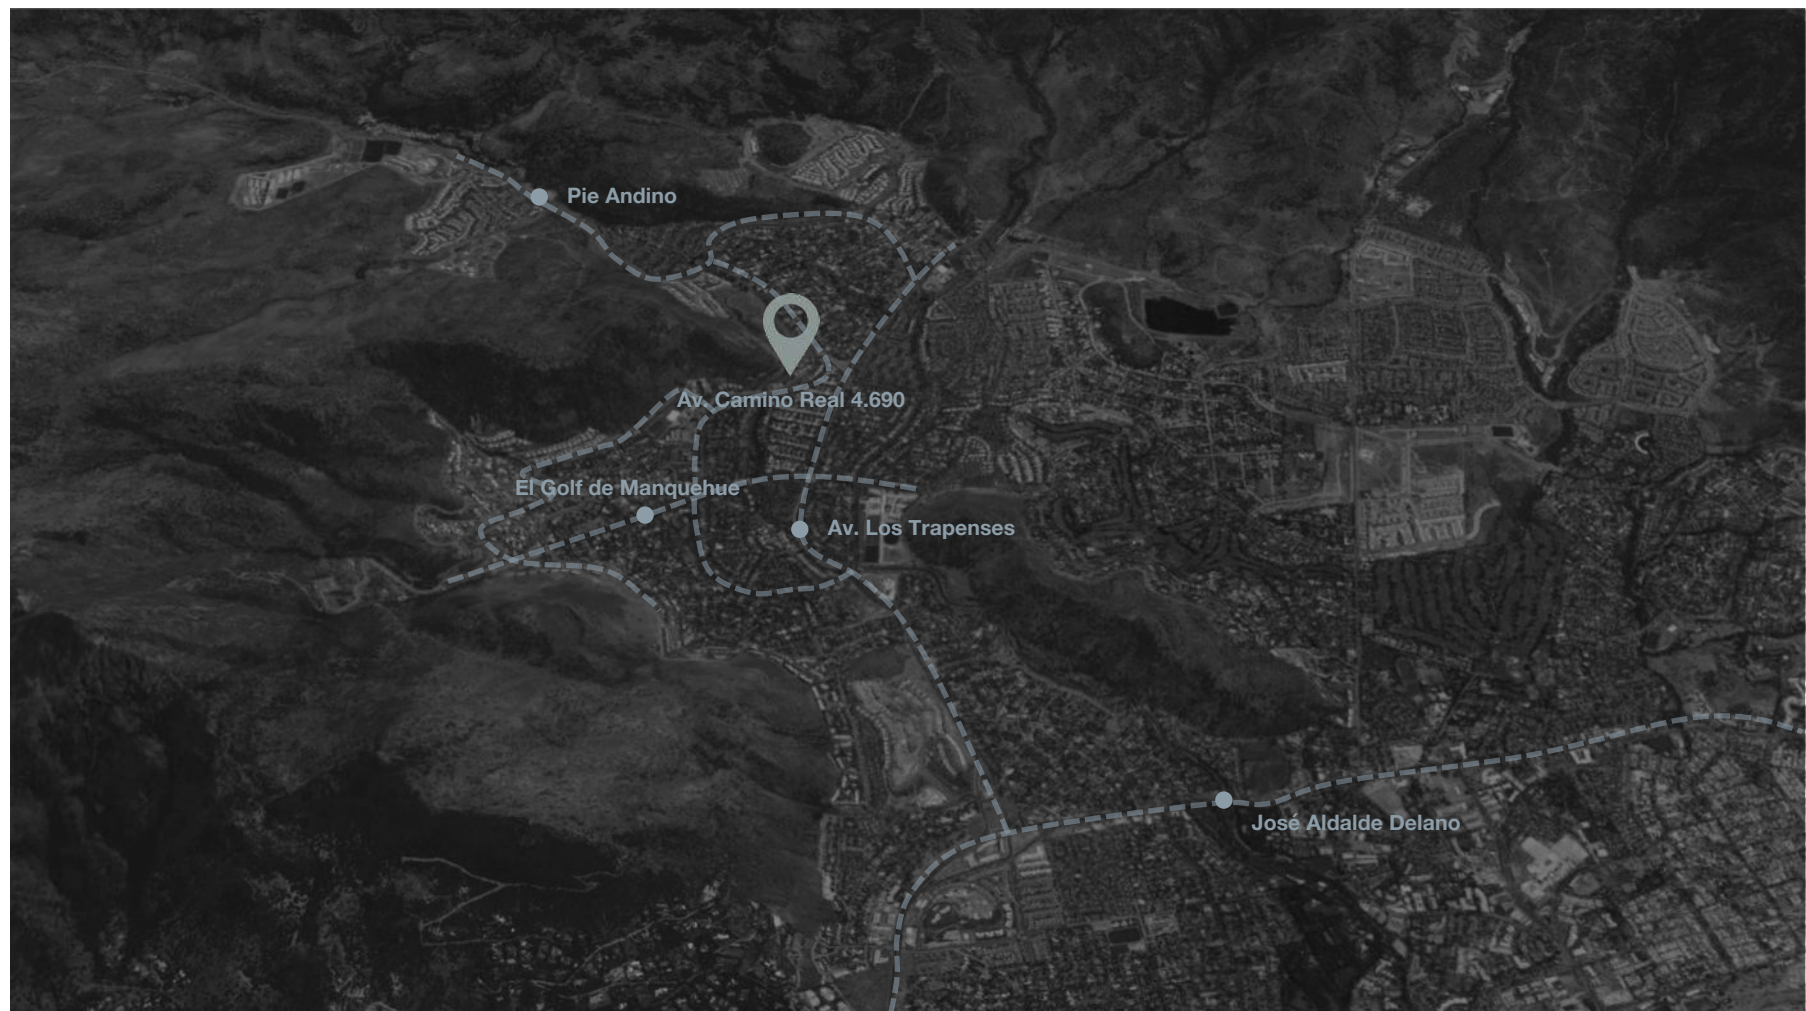 Pie Andino
Av. Camino Real 4.690
El Golf de Manquehue
Av. Los Trapenses
José Aldalde Delano